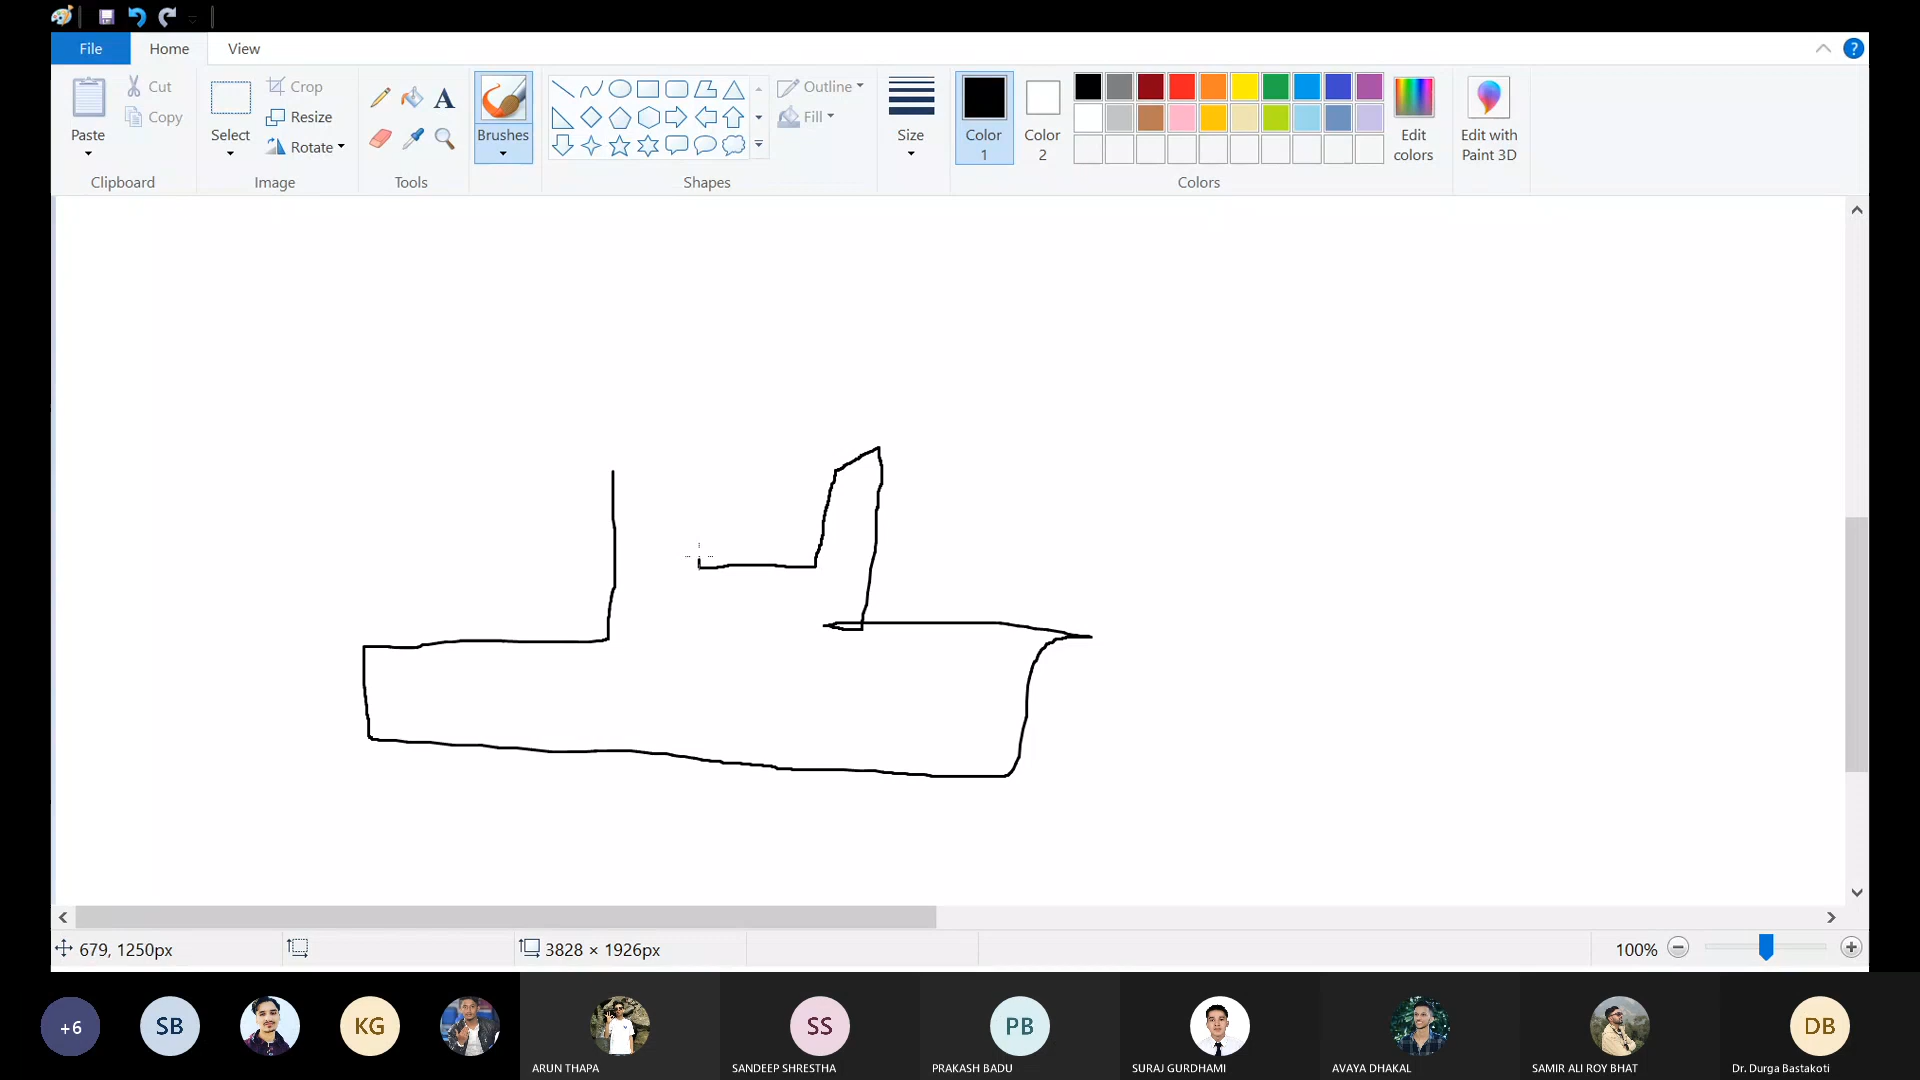 File Home View ?
Paste Cut Copy Clipboard
Select Crop Resize Rotate Image
A Tools
Brushes
Outline Fill Shapes
Size
Color 1
Color 2
Edit colors Colors
Edit with Paint 3D
679, 1250px 3828 × 1926px 100%
+6 SB KG SS PB DB
ARUN THAPA SANDEEP SHRESTHA PRAKASH BADU SURAJ GURDHAMI AVAYA DHAKAL SAMIR ALI ROY BHAT Dr. Durga Bastakoti